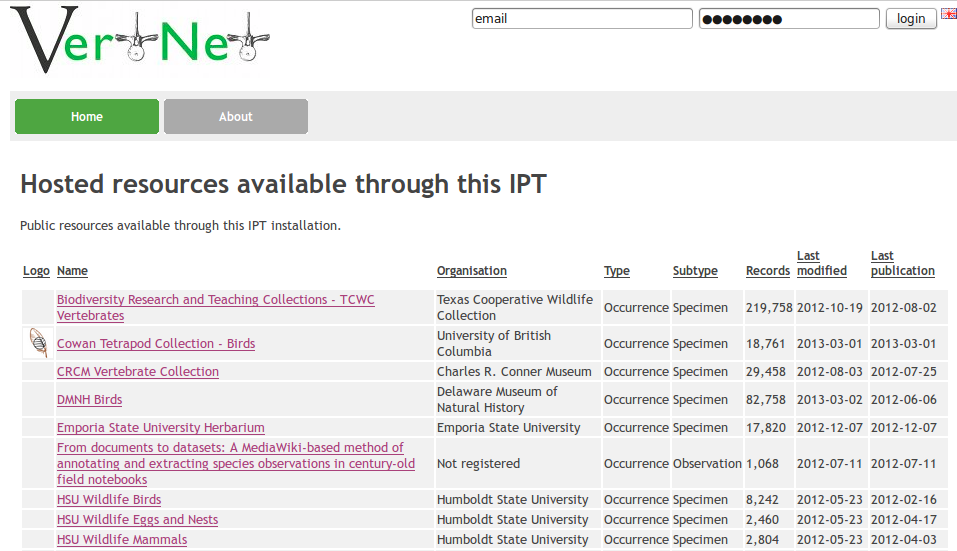 VertNet
email
●●●●●●●●
login
Home
About
Hosted resources available through this IPT
Public resources available through this IPT installation.
Logo Name Organisation Type Subtype Records Last modified Last publication
Biodiversity Research and Teaching Collections - TCWC Vertebrates Texas Cooperative Wildlife Collection Occurrence Specimen 219,758 2012-10-19 2012-08-02
Cowan Tetrapod Collection - Birds University of British Columbia Occurrence Specimen 18,761 2013-03-01 2013-03-01
CRCM Vertebrate Collection Charles R. Conner Museum Occurrence Specimen 29,458 2012-08-03 2012-07-25
DMNH Birds Delaware Museum of Natural History Occurrence Specimen 82,758 2013-03-02 2012-06-06
Emporia State University Herbarium Emporia State University Occurrence Specimen 17,820 2012-12-07 2012-12-07
From documents to datasets: A MediaWiki-based method of annotating and extracting species observations in century-old field notebooks Not registered Occurrence Observation 1,068 2012-07-11 2012-07-11
HSU Wildlife Birds Humboldt State University Occurrence Specimen 8,242 2012-05-23 2012-02-16
HSU Wildlife Eggs and Nests Humboldt State University Occurrence Specimen 2,460 2012-05-23 2012-04-17
HSU Wildlife Mammals Humboldt State University Occurrence Specimen 2,804 2012-05-23 2012-04-03